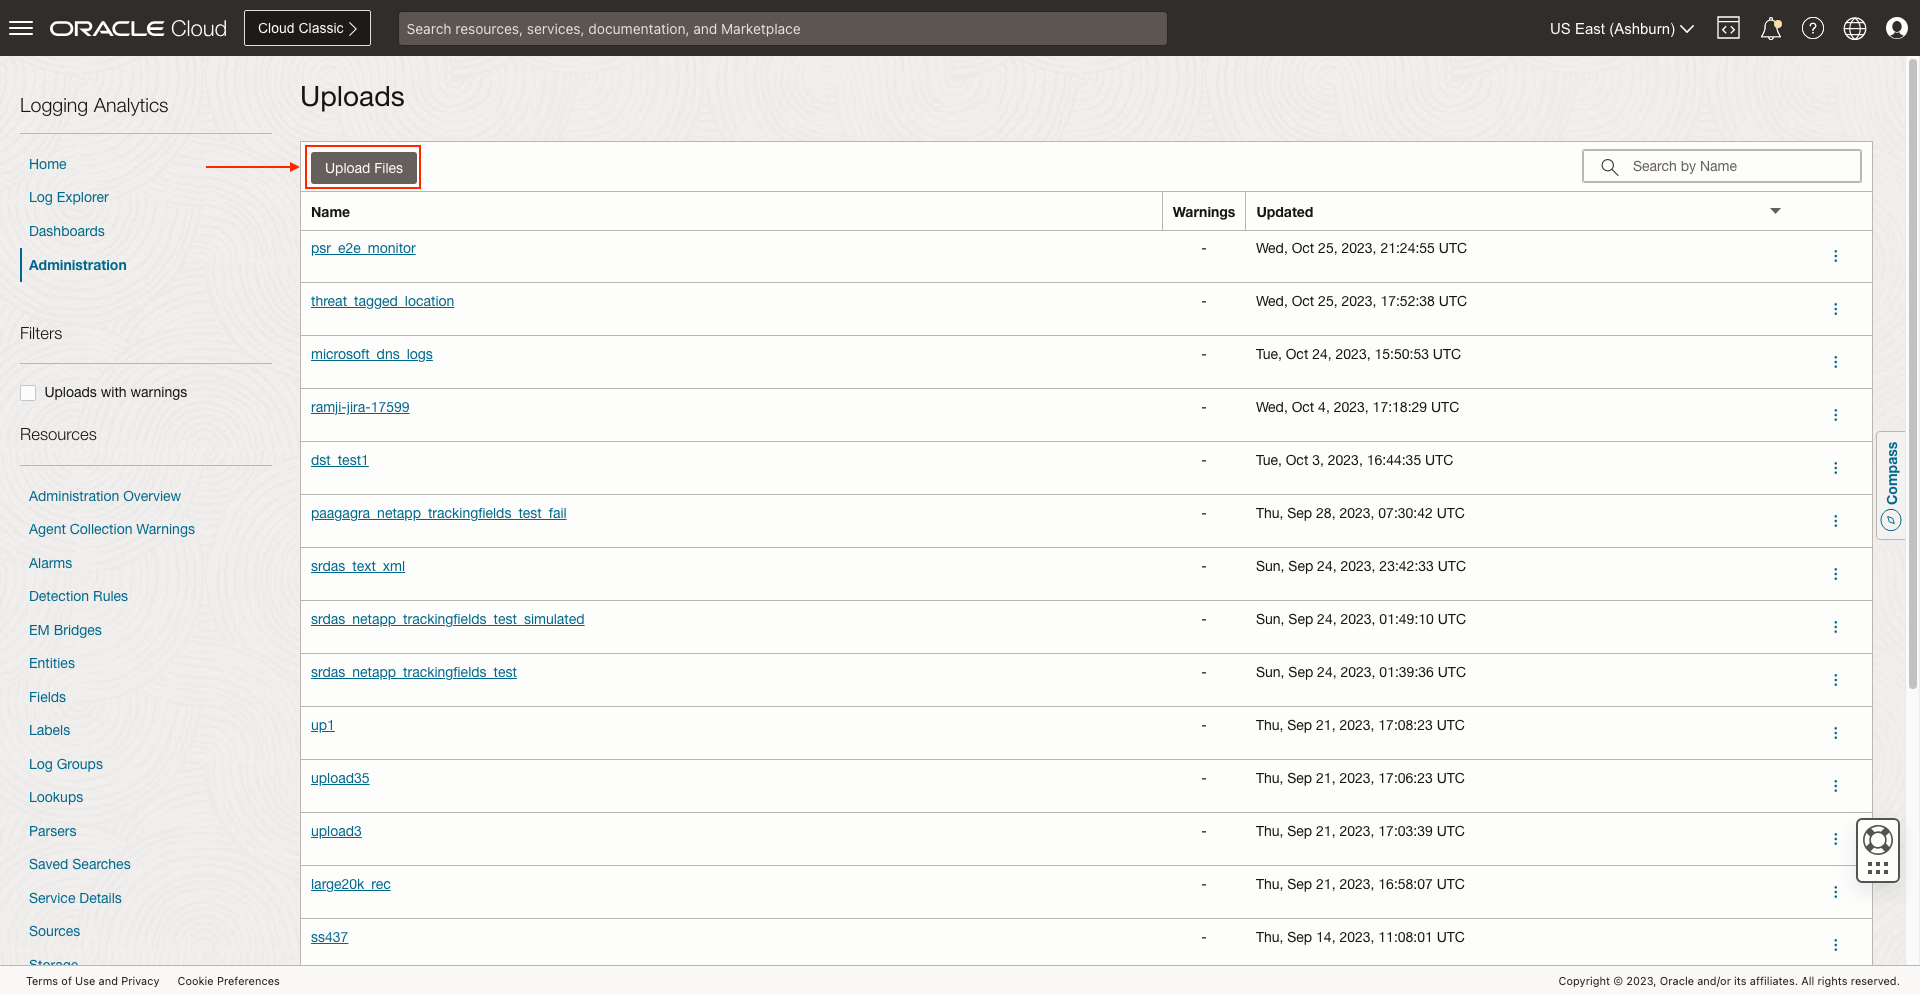 ORACLE Cloud
Cloud Classic
Search resources, services, documentation, and Marketplace
US East (Ashburn)
Logging Analytics
Home
Log Explorer
Dashboards
Administration
Filters
Uploads with warnings
Resources
Administration Overview
Agent Collection Warnings
Alarms
Detection Rules
EM Bridges
Entities
Fields
Labels
Log Groups
Lookups
Parsers
Saved Searches
Service Details
Sources
Storage
Uploads
Upload Files
Search by Name
Name Warnings Updated
psr_e2e_monitor - Wed, Oct 25, 2023, 21:24:55 UTC
threat_tagged_location - Wed, Oct 25, 2023, 17:52:38 UTC
microsoft_dns_logs - Tue, Oct 24, 2023, 15:50:53 UTC
ramji-jira-17599 - Wed, Oct 4, 2023, 17:18:29 UTC
dst_test1 - Tue, Oct 3, 2023, 16:44:35 UTC
paagagra_netapp_trackingfields_test_fail - Thu, Sep 28, 2023, 07:30:42 UTC
srdas_text_xml - Sun, Sep 24, 2023, 23:42:33 UTC
srdas_netapp_trackingfields_test_simulated - Sun, Sep 24, 2023, 01:49:10 UTC
srdas_netapp_trackingfields_test - Sun, Sep 24, 2023, 01:39:36 UTC
up1 - Thu, Sep 21, 2023, 17:08:23 UTC
upload35 - Thu, Sep 21, 2023, 17:06:23 UTC
upload3 - Thu, Sep 21, 2023, 17:03:39 UTC
large20k_rec - Thu, Sep 21, 2023, 16:58:07 UTC
ss437 - Thu, Sep 14, 2023, 11:08:01 UTC
Compass
Terms of Use and Privacy Cookie Preferences
Copyright © 2023, Oracle and/or its affiliates. All rights reserved.